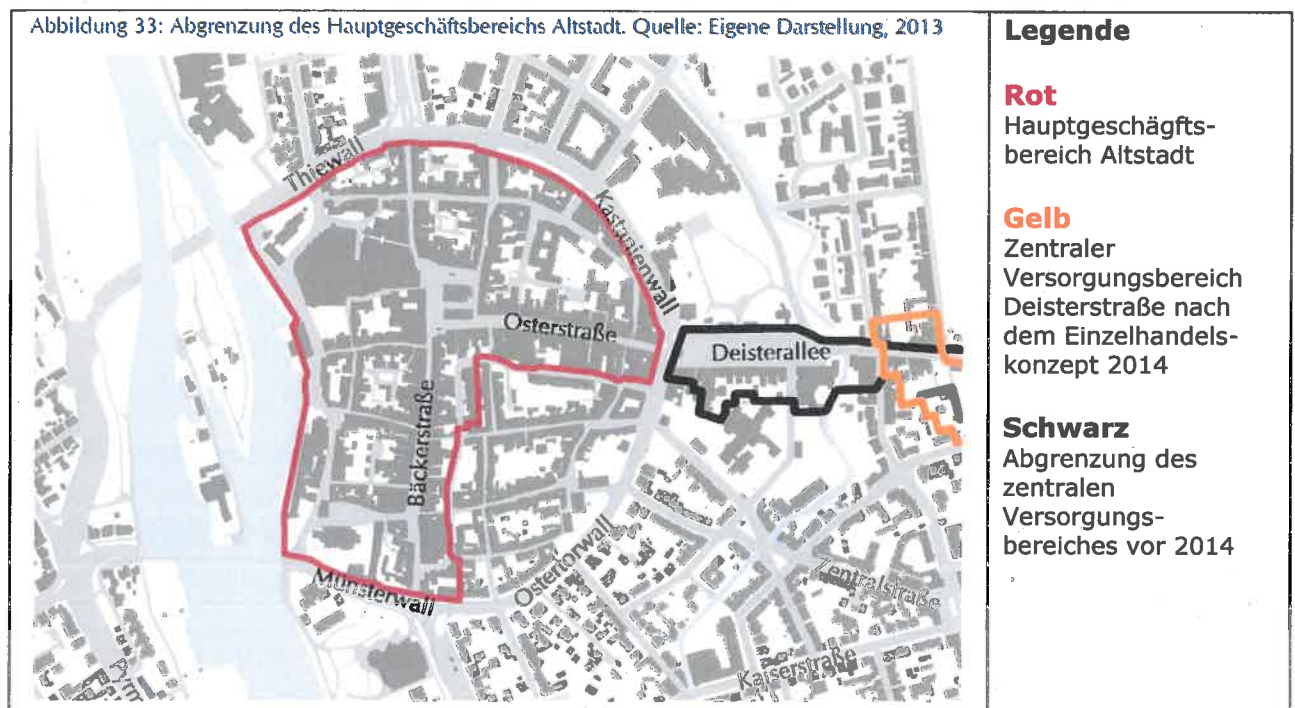 Abbildung 33: Abgrenzung des Hauptgeschäftsbereichs Altstadt. Quelle: Eigene Darstellung, 2013
Thiewall
Kastanienwall
Osterstraße
Deisterallee
Bäckerstraße
Münsterwall
Ostertorwall
Zentralstraße
Kaiserstraße
Legende
Rot
Hauptgeschägfts-
bereich Altstadt
Gelb
Zentraler
Versorgungsbereich
Deisterstraße nach
dem Einzelhandels-
konzept 2014
Schwarz
Abgrenzung des
zentralen
Versorgungs-
bereiches vor 2014